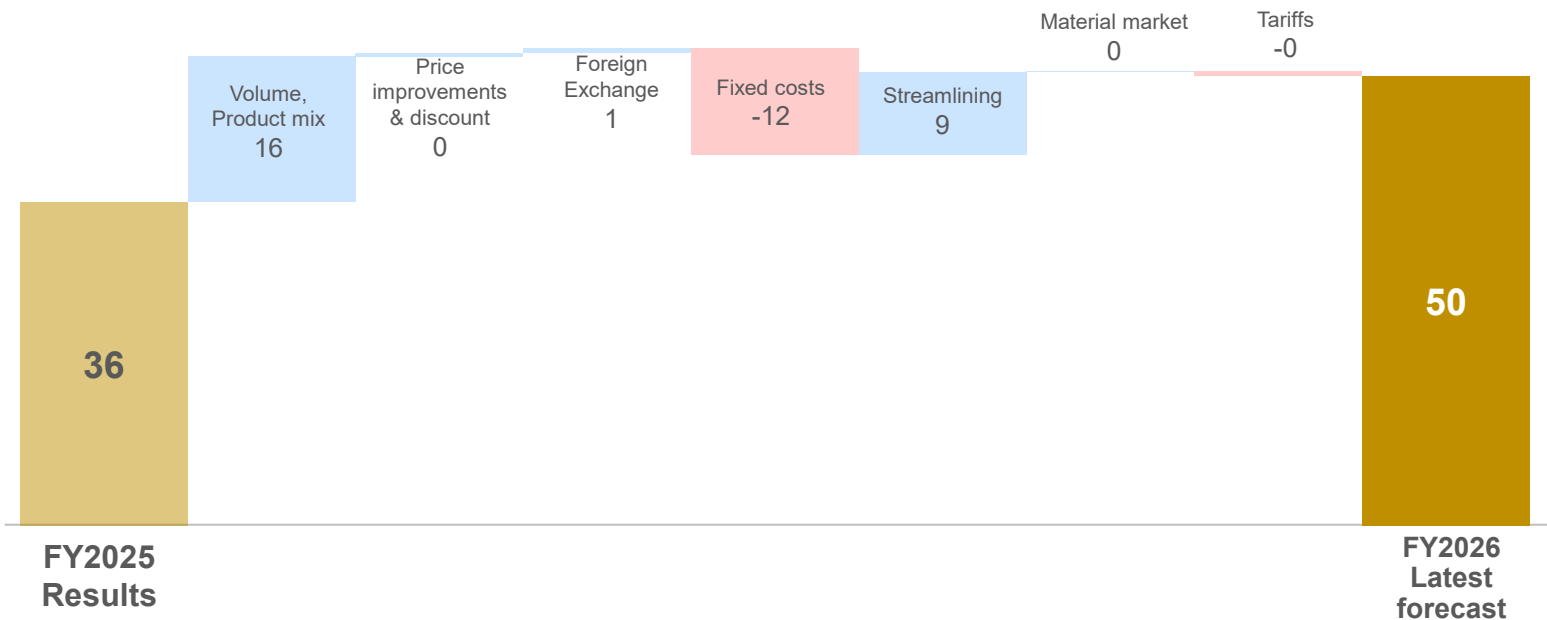 36
FY2025
Results
Volume,
Product mix
16
Price
improvements
& discount
0
Foreign
Exchange
1
Fixed costs
-12
Streamlining
9
Material market
0
Tariffs
-0
50
FY2026
Latest
forecast